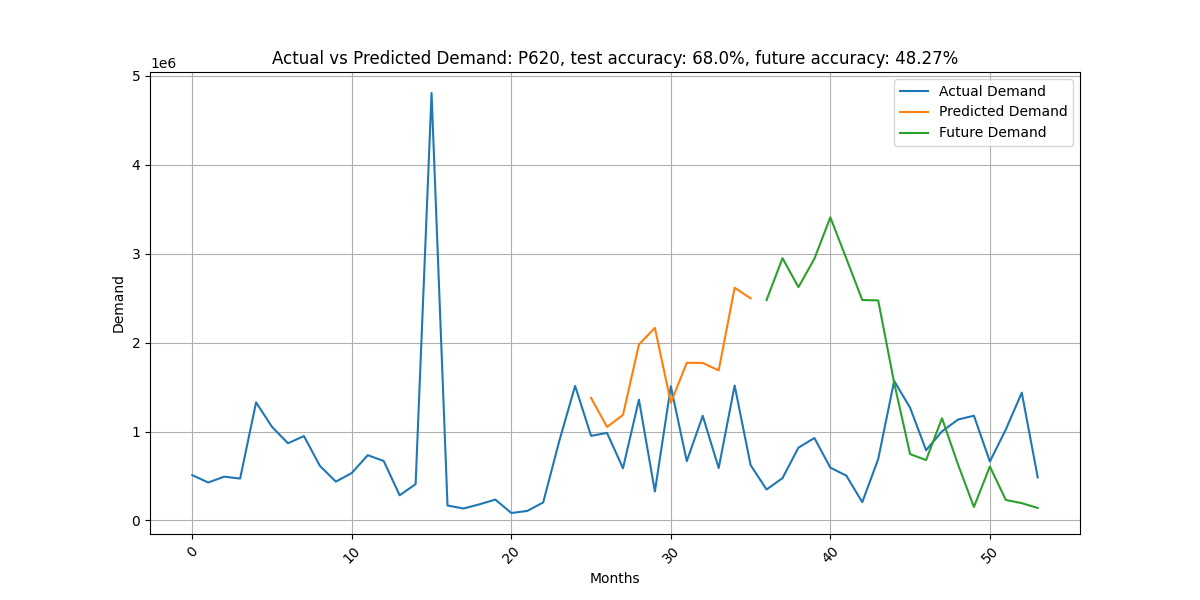 Actual vs Predicted Demand: P620, test accuracy: 68.0%, future accuracy: 48.27%
1e6
5
4
3
2
1
0
Demand
Actual Demand
Predicted Demand
Future Demand
0
10
20
30
40
50
Months